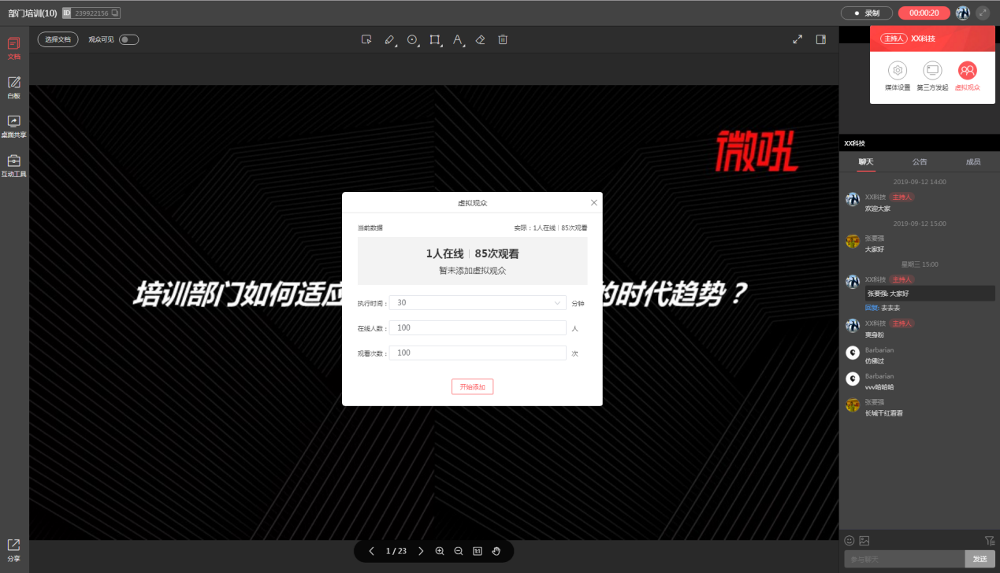 部门培训(10) ID 239922156
录制
00:00:20
文档
白板
桌面共享
互动工具
分享
选择文档
观众可见
主持人 XX科技
媒体设置 第三方发起 虚拟观众
微吼
培训部门如何适应
的时代趋势？
虚拟观众
当前数据
实际：1人在线 | 85次观看
1人在线 | 85次观看
暂未添加虚拟观众
执行时间： 30 分钟
在线人数： 100 人
观看次数： 100 次
开始添加
1 / 23
XX科技
聊天 公告 成员
2019-09-12 14:00
XX科技 主持人
欢迎大家
2019-09-12 15:00
张要强
大家好
星期三 15:00
XX科技 主持人
张要强: 大家好
回复: 去去去
XX科技 主持人
爽身粉
Barbarian
仿佛过
Barbarian
vvv哈哈哈
张要强
长城干红看看
参与聊天
发送